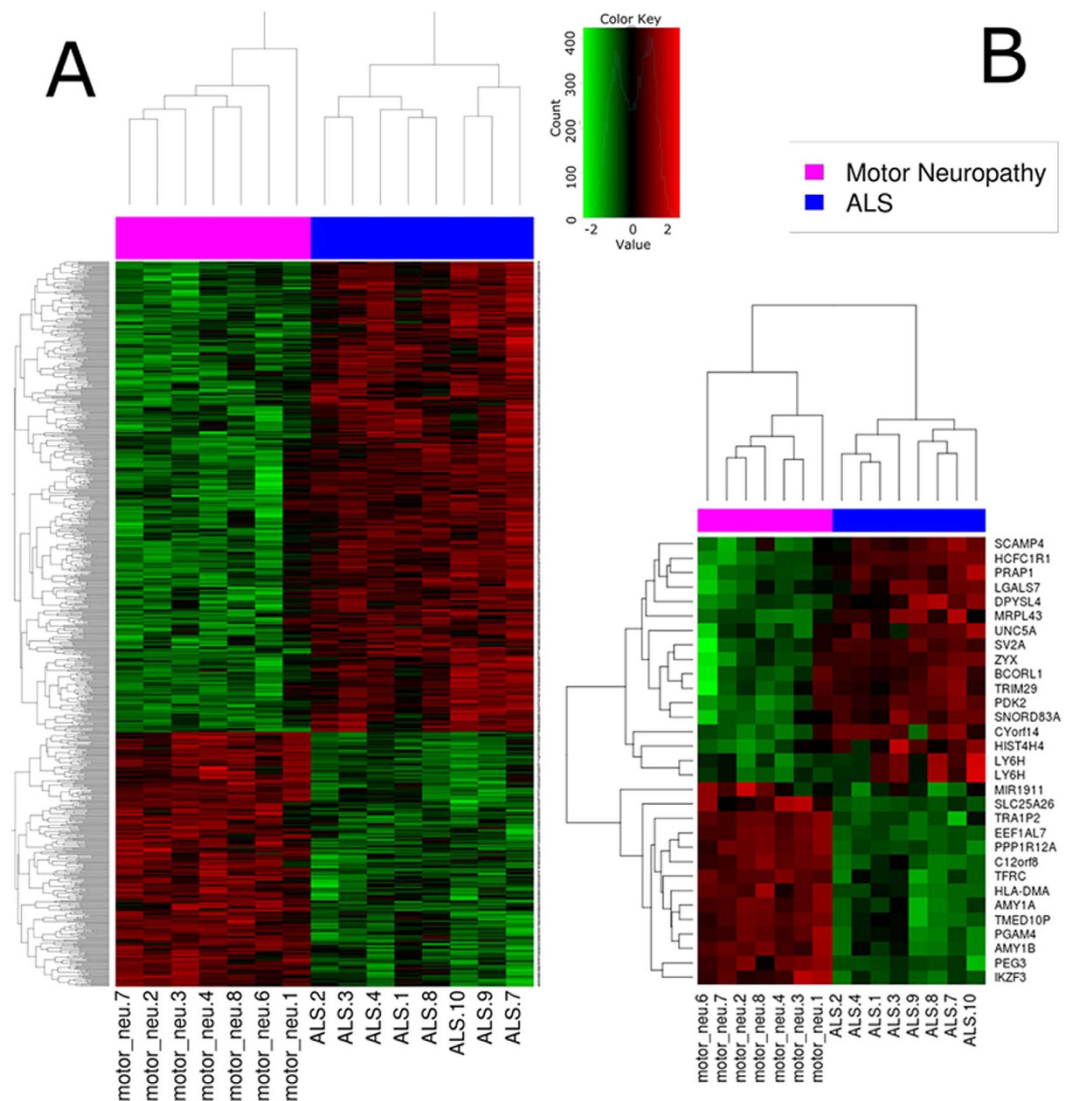 A
B
Color Key
Count
0
100
200
300
400
-2
0
2
Value
Motor Neuropathy
ALS
motor_neu.7
motor_neu.2
motor_neu.3
motor_neu.4
motor_neu.8
motor_neu.6
motor_neu.1
ALS.2
ALS.3
ALS.4
ALS.1
ALS.8
ALS.10
ALS.9
ALS.7
SCAMP4
HCFC1R1
PRAP1
LGALS7
DPYSL4
MRPL43
UNC5A
SV2A
ZYX
BCORL1
TRIM29
PDK2
SNORD83A
CYorf14
HIST4H4
LY6H
LY6H
MIR1911
SLC25A26
TRA1P2
EEF1AL7
PPP1R12A
C12orf8
TFRC
HLA-DMA
AMY1A
TMED10P
PGAM4
AMY1B
PEG3
IKZF3
motor_neu.6
motor_neu.7
motor_neu.2
motor_neu.8
motor_neu.4
motor_neu.3
motor_neu.1
ALS.2
ALS.4
ALS.1
ALS.3
ALS.9
ALS.8
ALS.7
ALS.10